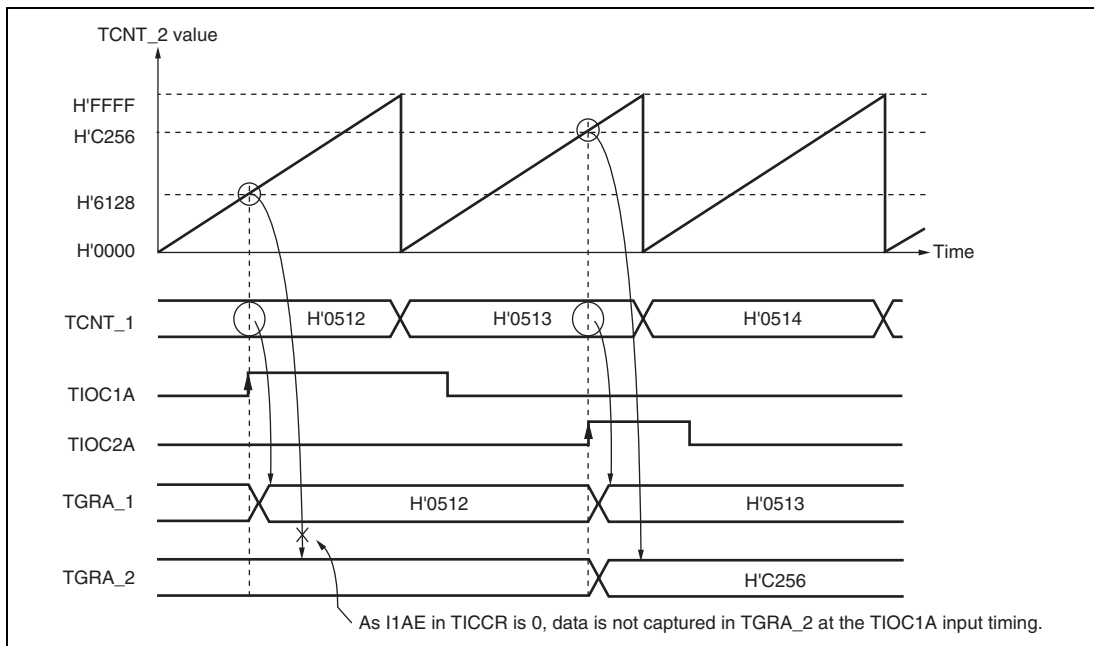 TCNT_2 value
H'FFFF
H'C256
H'6128
H'0000
Time
TCNT_1
H'0512
H'0513
H'0514
TIOC1A
TIOC2A
TGRA_1
H'0512
H'0513
TGRA_2
H'C256
As I1AE in TICCR is 0, data is not captured in TGRA_2 at the TIOC1A input timing.